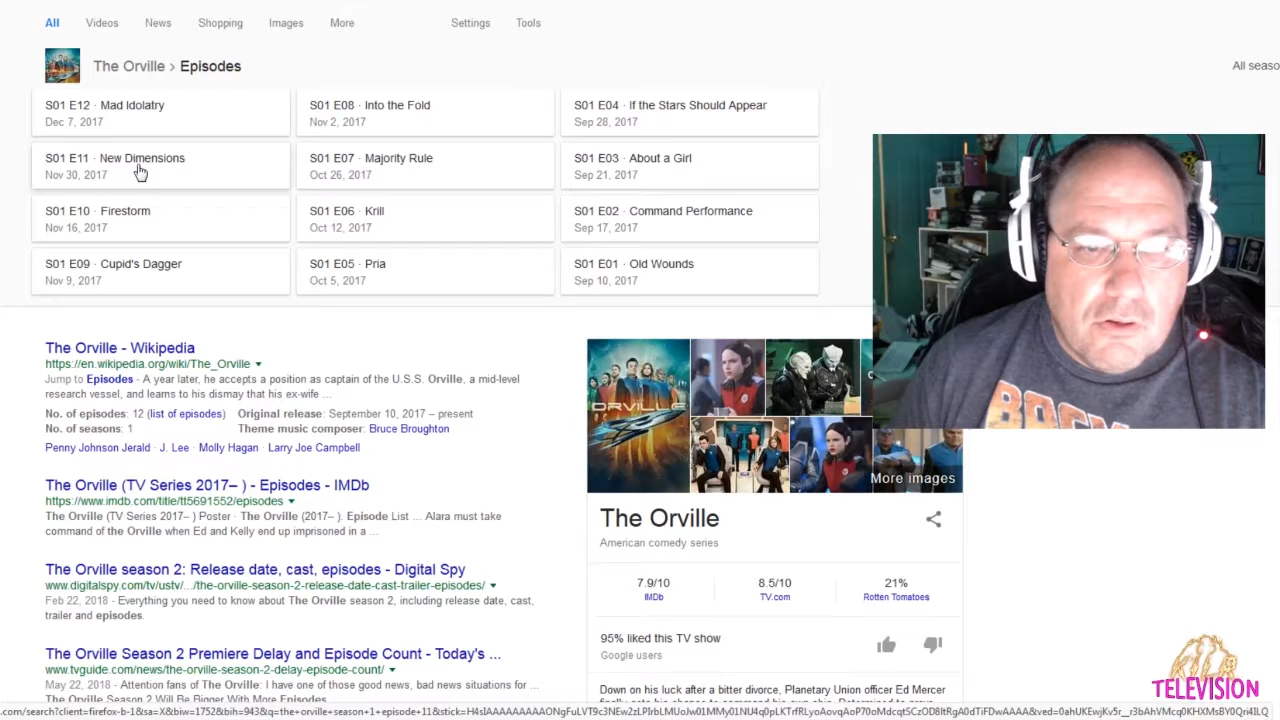 All Videos News Shopping Images More Settings Tools
The Orville > Episodes
All seaso
S01 E12 · Mad Idolatry
Dec 7, 2017
S01 E08 · Into the Fold
Nov 2, 2017
S01 E04 · If the Stars Should Appear
Sep 28, 2017
S01 E11 · New Dimensions
Nov 30, 2017
S01 E07 · Majority Rule
Oct 26, 2017
S01 E03 · About a Girl
Sep 21, 2017
S01 E10 · Firestorm
Nov 16, 2017
S01 E06 · Krill
Oct 12, 2017
S01 E02 · Command Performance
Sep 17, 2017
S01 E09 · Cupid's Dagger
Nov 9, 2017
S01 E05 · Pria
Oct 5, 2017
S01 E01 · Old Wounds
Sep 10, 2017
The Orville - Wikipedia
https://en.wikipedia.org/wiki/The_Orville
Jump to Episodes - A year later, he accepts a position as captain of the U.S.S. Orville, a mid-level
research vessel, and learns to his dismay that his ex-wife ...
No. of episodes: 12 (list of episodes) Original release: September 10, 2017 – present
No. of seasons: 1 Theme music composer: Bruce Broughton
Penny Johnson Jerald · J. Lee · Molly Hagan · Larry Joe Campbell
The Orville (TV Series 2017– ) - Episodes - IMDb
https://www.imdb.com/title/tt5691552/episodes
The Orville (TV Series 2017– ) Poster · The Orville (2017– ). Episode List ... Alara must take
command of the Orville when Ed and Kelly end up imprisoned in a ...
The Orville season 2: Release date, cast, episodes - Digital Spy
www.digitalspy.com/tv/ustv/.../the-orville-season-2-release-date-cast-trailer-episodes/
Feb 22, 2018 - Everything you need to know about The Orville season 2, including release date, cast,
trailer and episodes.
The Orville Season 2 Premiere Delay and Episode Count - Today's ...
www.tvguide.com/news/the-orville-season-2-delay-episode-count/
May 22, 2018 - Attention fans of The Orville: I have one of those good news, bad news situations for ...
The Orville Season 2 Will Be Bigger With More Episodes
ORVILLE
More images
The Orville
American comedy series
7.9/10 8.5/10 21%
IMDb TV.com Rotten Tomatoes
95% liked this TV show
Google users
Down on his luck after a bitter divorce, Planetary Union officer Ed Mercer
TELEVISION